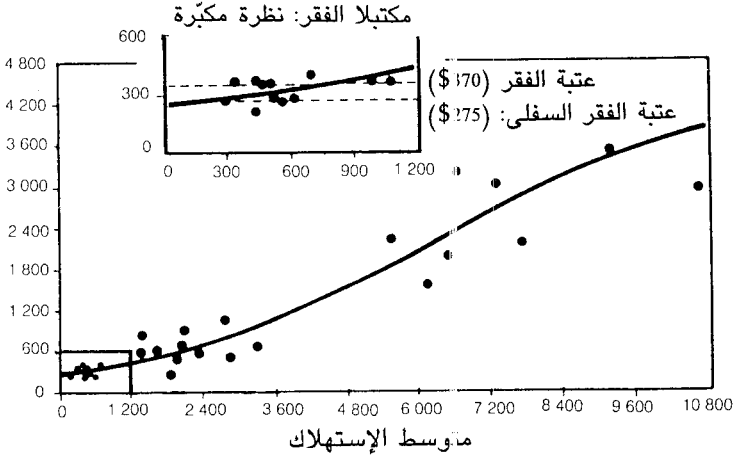 مكتبلا الفقر: نظرة مكبّرة
600
300
0
0 300 600 900 1 200
عتبة الفقر ($370)
عتبة الفقر السفلى: ($275)
4 800
4 200
3 600
3 000
2 400
1 800
1 200
600
0
0 1 200 2 400 3 600 4 800 6 000 7 200 8 400 9 600 10 800
متوسط الإستهلاك